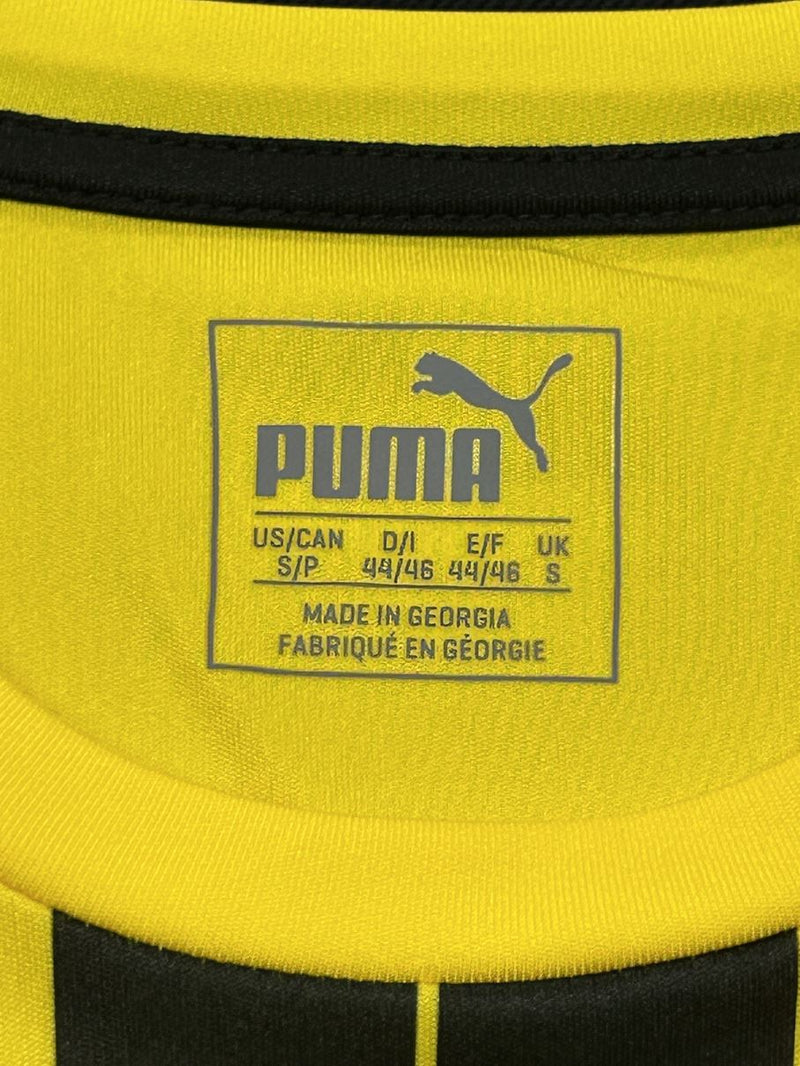 PUMA
US/CAN D/I E/F UK
S/P 44/46 44/46 S
MADE IN GEORGIA
FABRIQUÉ EN GÉORGIE